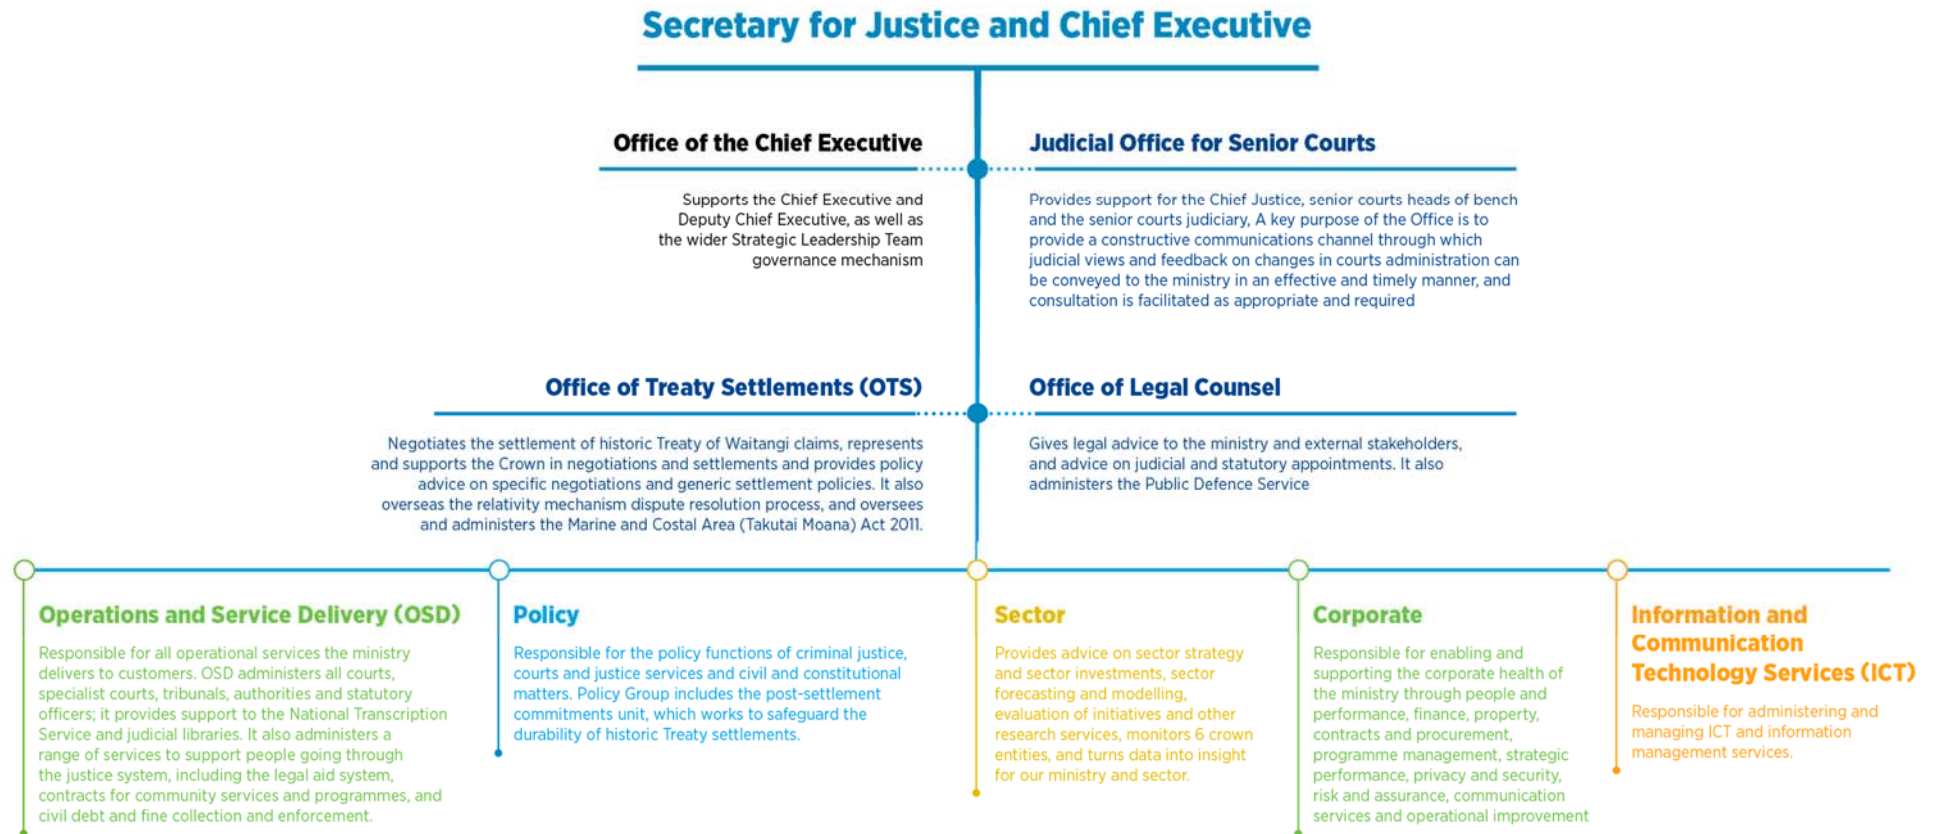 Secretary for Justice and Chief Executive
Office of the Chief Executive
Supports the Chief Executive and
Deputy Chief Executive, as well as
the wider Strategic Leadership Team
governance mechanism
Judicial Office for Senior Courts
Provides support for the Chief Justice, senior courts heads of bench
and the senior courts judiciary, A key purpose of the Office is to
provide a constructive communications channel through which
judicial views and feedback on changes in courts administration can
be conveyed to the ministry in an effective and timely manner, and
consultation is facilitated as appropriate and required
Office of Treaty Settlements (OTS)
Negotiates the settlement of historic Treaty of Waitangi claims, represents
and supports the Crown in negotiations and settlements and provides policy
advice on specific negotiations and generic settlement policies. It also
overseas the relativity mechanism dispute resolution process, and oversees
and administers the Marine and Costal Area (Takutai Moana) Act 2011.
Office of Legal Counsel
Gives legal advice to the ministry and external stakeholders,
and advice on judicial and statutory appointments. It also
administers the Public Defence Service
Operations and Service Delivery (OSD)
Responsible for all operational services the ministry
delivers to customers. OSD administers all courts,
specialist courts, tribunals, authorities and statutory
officers; it provides support to the National Transcription
Service and judicial libraries. It also administers a
range of services to support people going through
the justice system, including the legal aid system,
contracts for community services and programmes, and
civil debt and fine collection and enforcement.
Policy
Responsible for the policy functions of criminal justice,
courts and justice services and civil and constitutional
matters. Policy Group includes the post-settlement
commitments unit, which works to safeguard the
durability of historic Treaty settlements.
Sector
Provides advice on sector strategy
and sector investments, sector
forecasting and modelling,
evaluation of initiatives and other
research services, monitors 6 crown
entities, and turns data into insight
for our ministry and sector.
Corporate
Responsible for enabling and
supporting the corporate health of
the ministry through people and
performance, finance, property,
contracts and procurement,
programme management, strategic
performance, privacy and security,
risk and assurance, communication
services and operational improvement
Information and
Communication
Technology Services (ICT)
Responsible for administering and
managing ICT and information
management services.